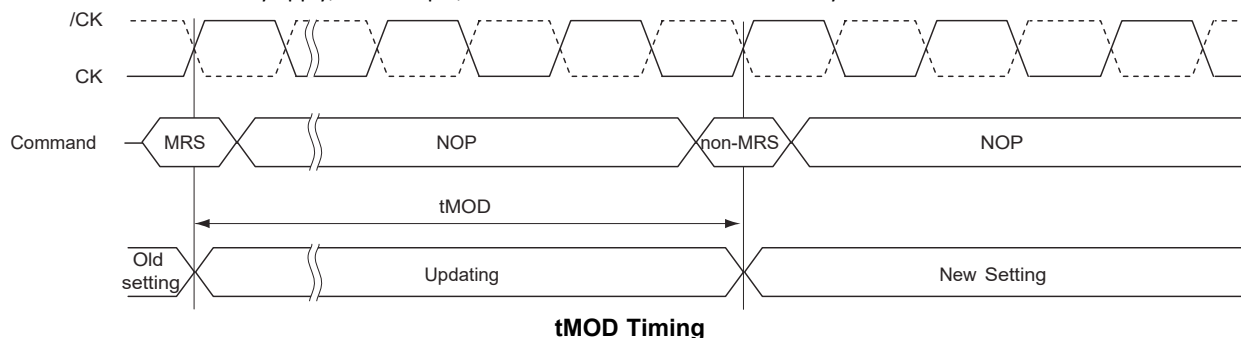 /CK
CK
Command
MRS
NOP
non-MRS
NOP
tMOD
Old
setting
Updating
New Setting
tMOD Timing